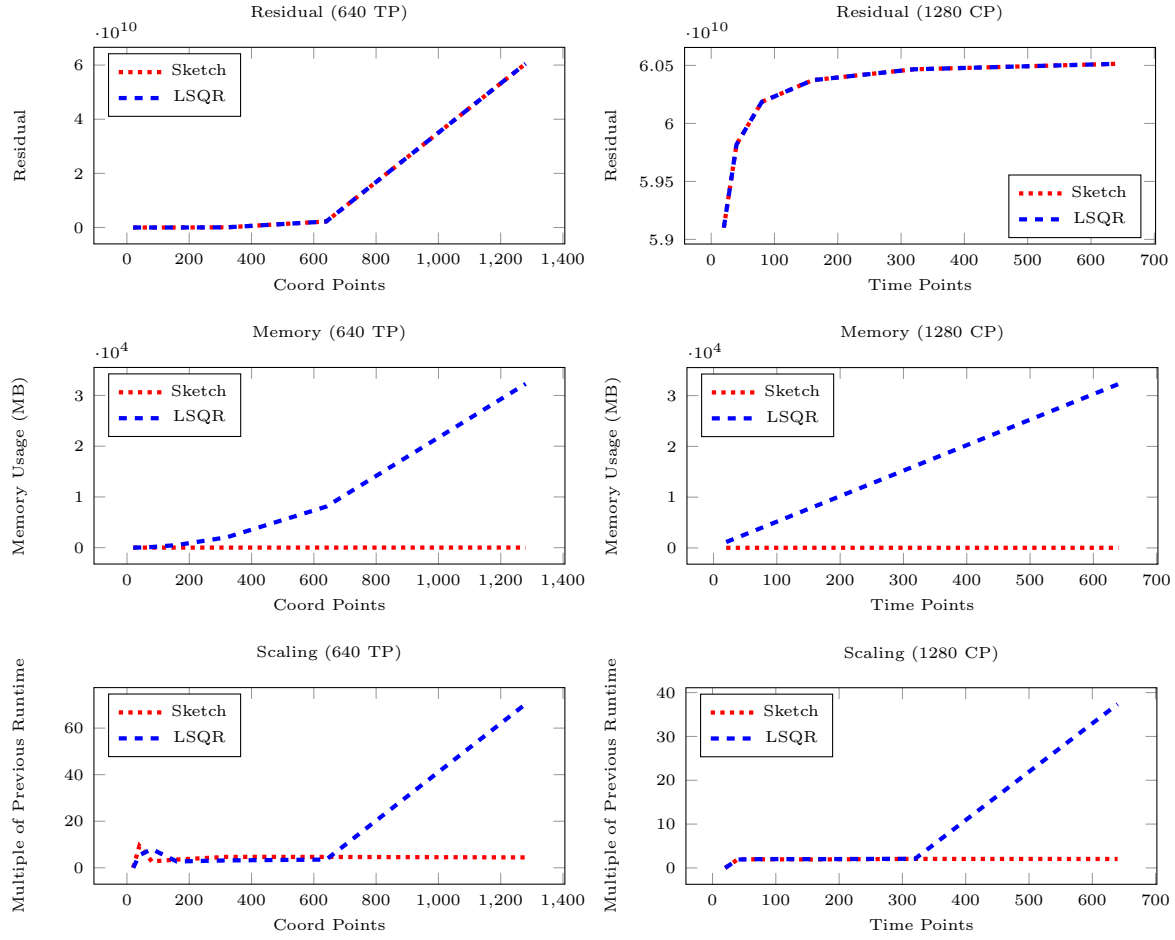 Residual (640 TP)
·10^10
Residual
6
4
2
0
Sketch
LSQR
0 200 400 600 800 1,000 1,200 1,400
Coord Points
Residual (1280 CP)
·10^10
Residual
6.05
6
5.95
5.9
Sketch
LSQR
0 100 200 300 400 500 600 700
Time Points
Memory (640 TP)
·10^4
Memory Usage (MB)
3
2
1
0
Sketch
LSQR
0 200 400 600 800 1,000 1,200 1,400
Coord Points
Memory (1280 CP)
·10^4
Memory Usage (MB)
3
2
1
0
Sketch
LSQR
0 100 200 300 400 500 600 700
Time Points
Scaling (640 TP)
Multiple of Previous Runtime
60
40
20
0
Sketch
LSQR
0 200 400 600 800 1,000 1,200 1,400
Coord Points
Scaling (1280 CP)
Multiple of Previous Runtime
40
30
20
10
0
Sketch
LSQR
0 100 200 300 400 500 600 700
Time Points